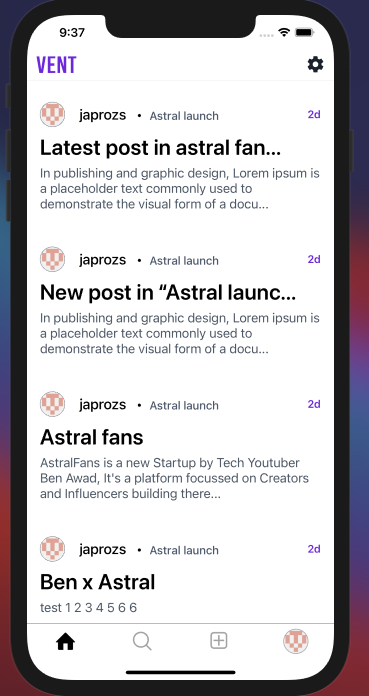 9:37
VENT
japrozs • Astral launch 2d
Latest post in astral fan...
In publishing and graphic design, Lorem ipsum is
a placeholder text commonly used to
demonstrate the visual form of a docu...
japrozs • Astral launch 2d
New post in “Astral launc...
In publishing and graphic design, Lorem ipsum is
a placeholder text commonly used to
demonstrate the visual form of a docu...
japrozs • Astral launch 2d
Astral fans
AstralFans is a new Startup by Tech Youtuber
Ben Awad, It's a platform focussed on Creators
and Influencers building there...
japrozs • Astral launch 2d
Ben x Astral
test 1 2 3 4 5 6 6